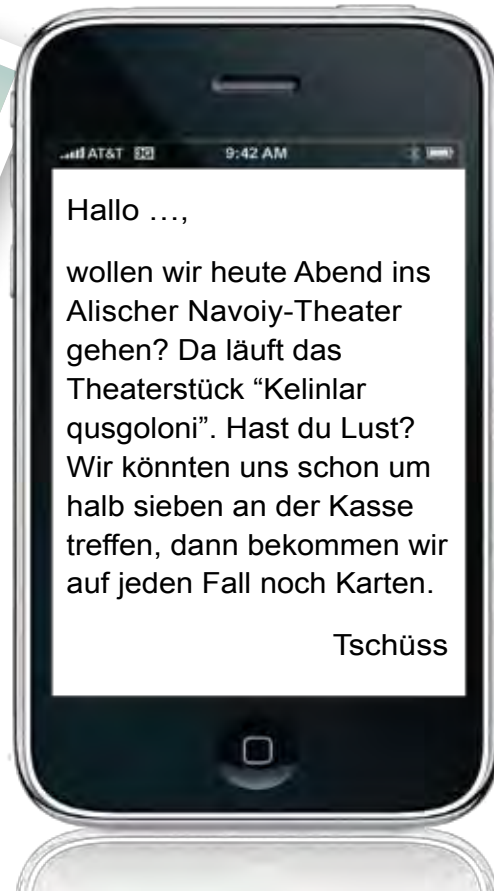 AT&T 3G 9:42 AM
Hallo …,
wollen wir heute Abend ins
Alischer Navoiy-Theater
gehen? Da läuft das
Theaterstück “Kelinlar
qusgoloni”. Hast du Lust?
Wir könnten uns schon um
halb sieben an der Kasse
treffen, dann bekommen wir
auf jeden Fall noch Karten.
Tschüss